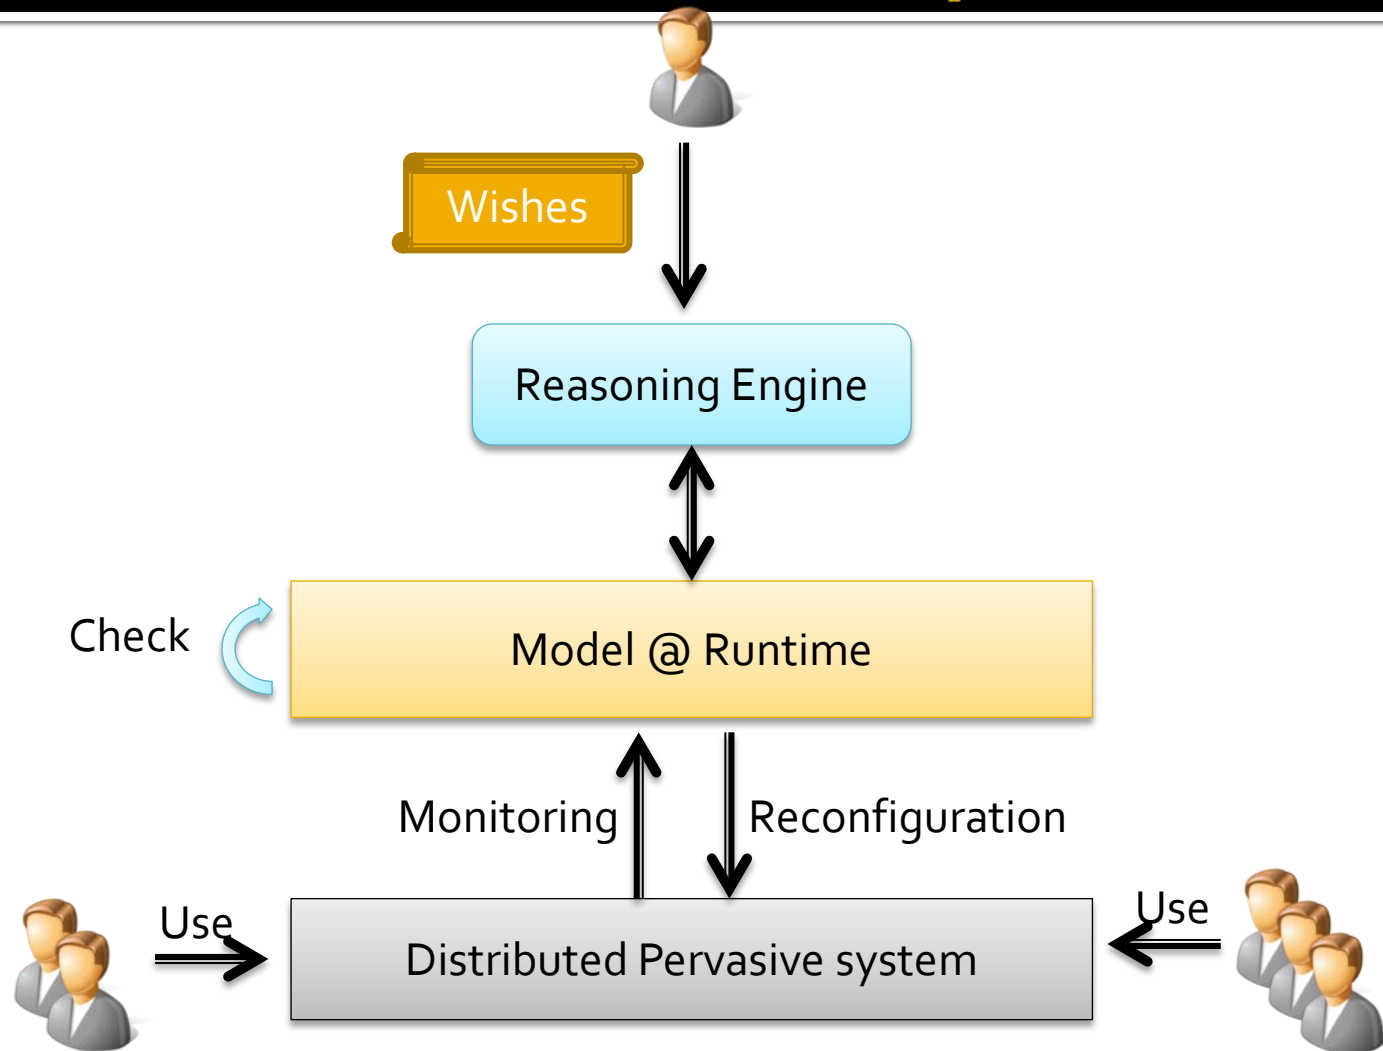 Wishes
Reasoning Engine
Check
Model @ Runtime
Monitoring
Reconfiguration
Use
Use
Distributed Pervasive system